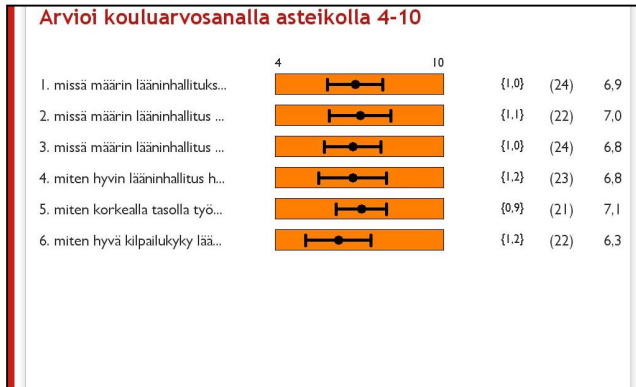 Arvioi kouluarvosanalla asteikolla 4-10
4 10
1. missä määrin lääninhallituks... {1,0} (24) 6,9
2. missä määrin lääninhallitus ... {1,1} (22) 7,0
3. missä määrin lääninhallitus ... {1,0} (24) 6,8
4. miten hyvin lääninhallitus h... {1,2} (23) 6,8
5. miten korkealla tasolla työ... {0,9} (21) 7,1
6. miten hyvä kilpailukyky lää... {1,2} (22) 6,3